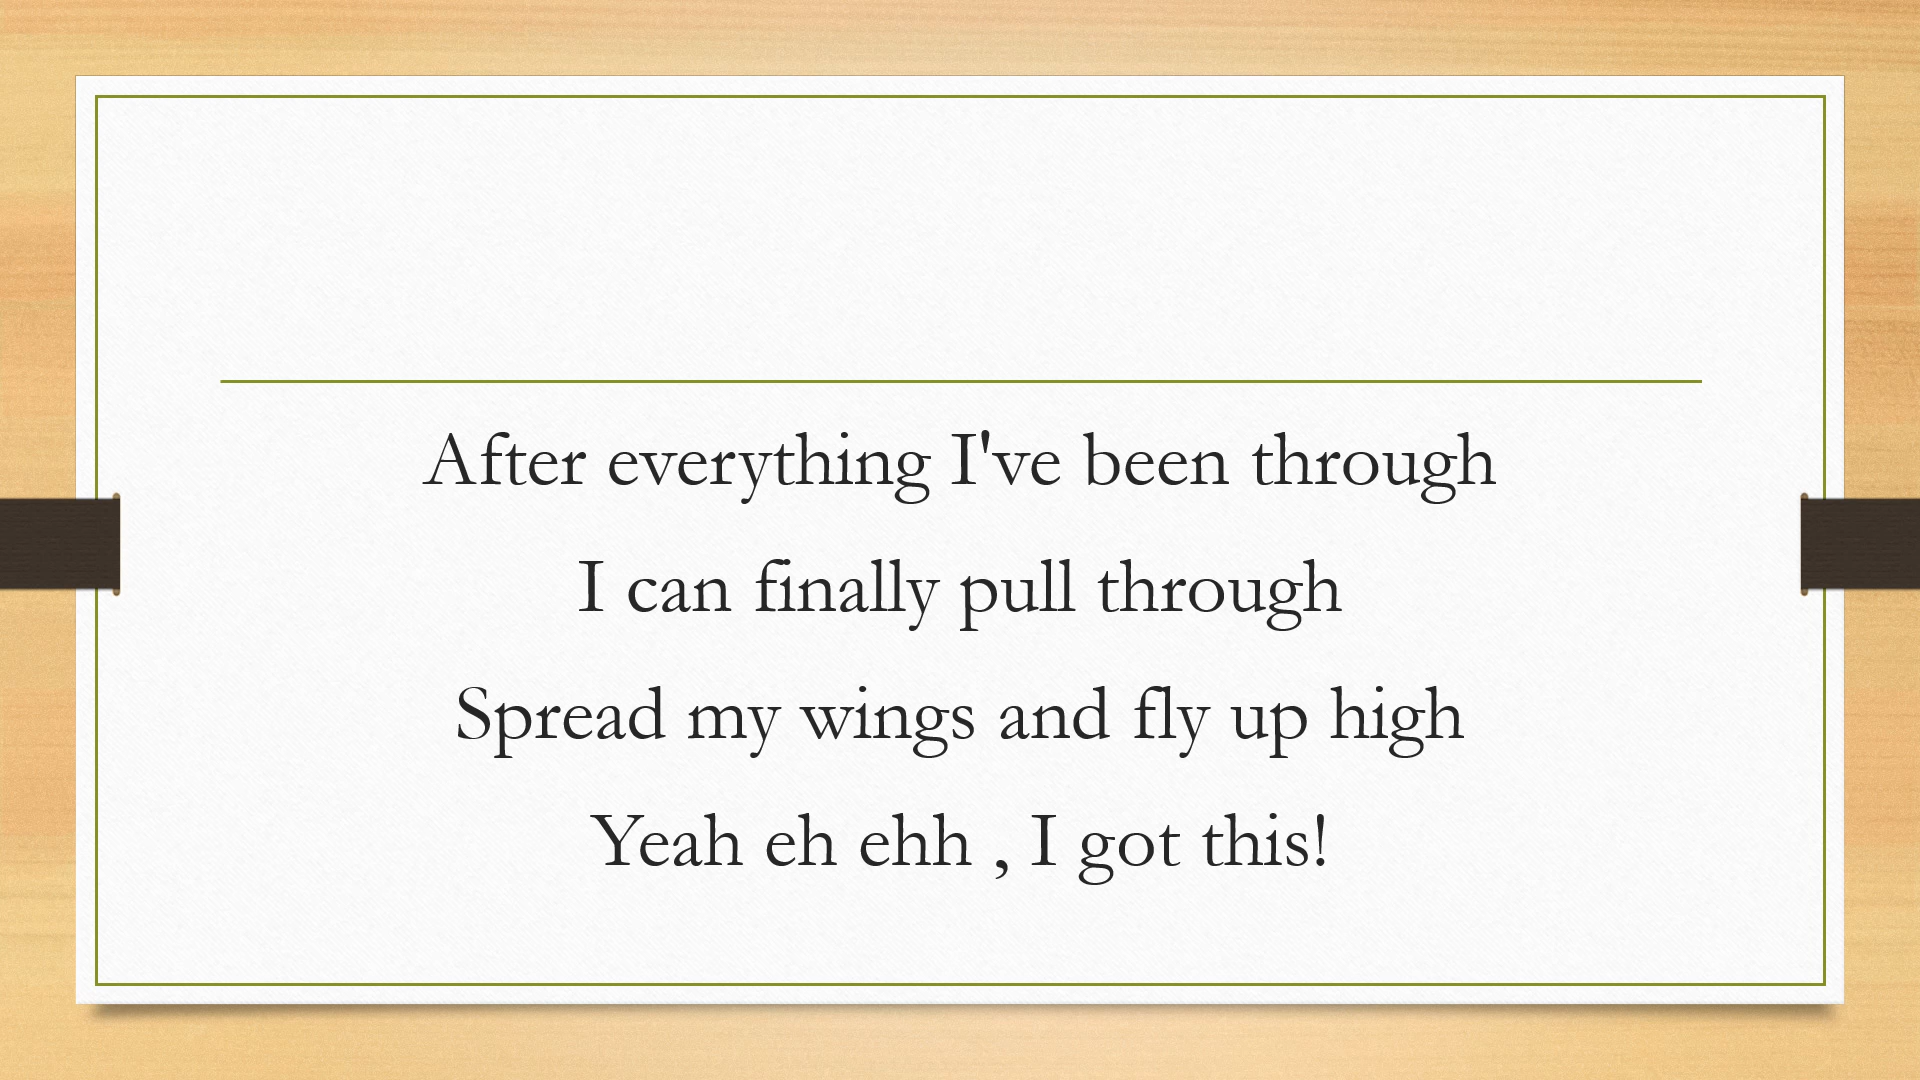 After everything I've been through
I can finally pull through
Spread my wings and fly up high
Yeah eh ehh , I got this!